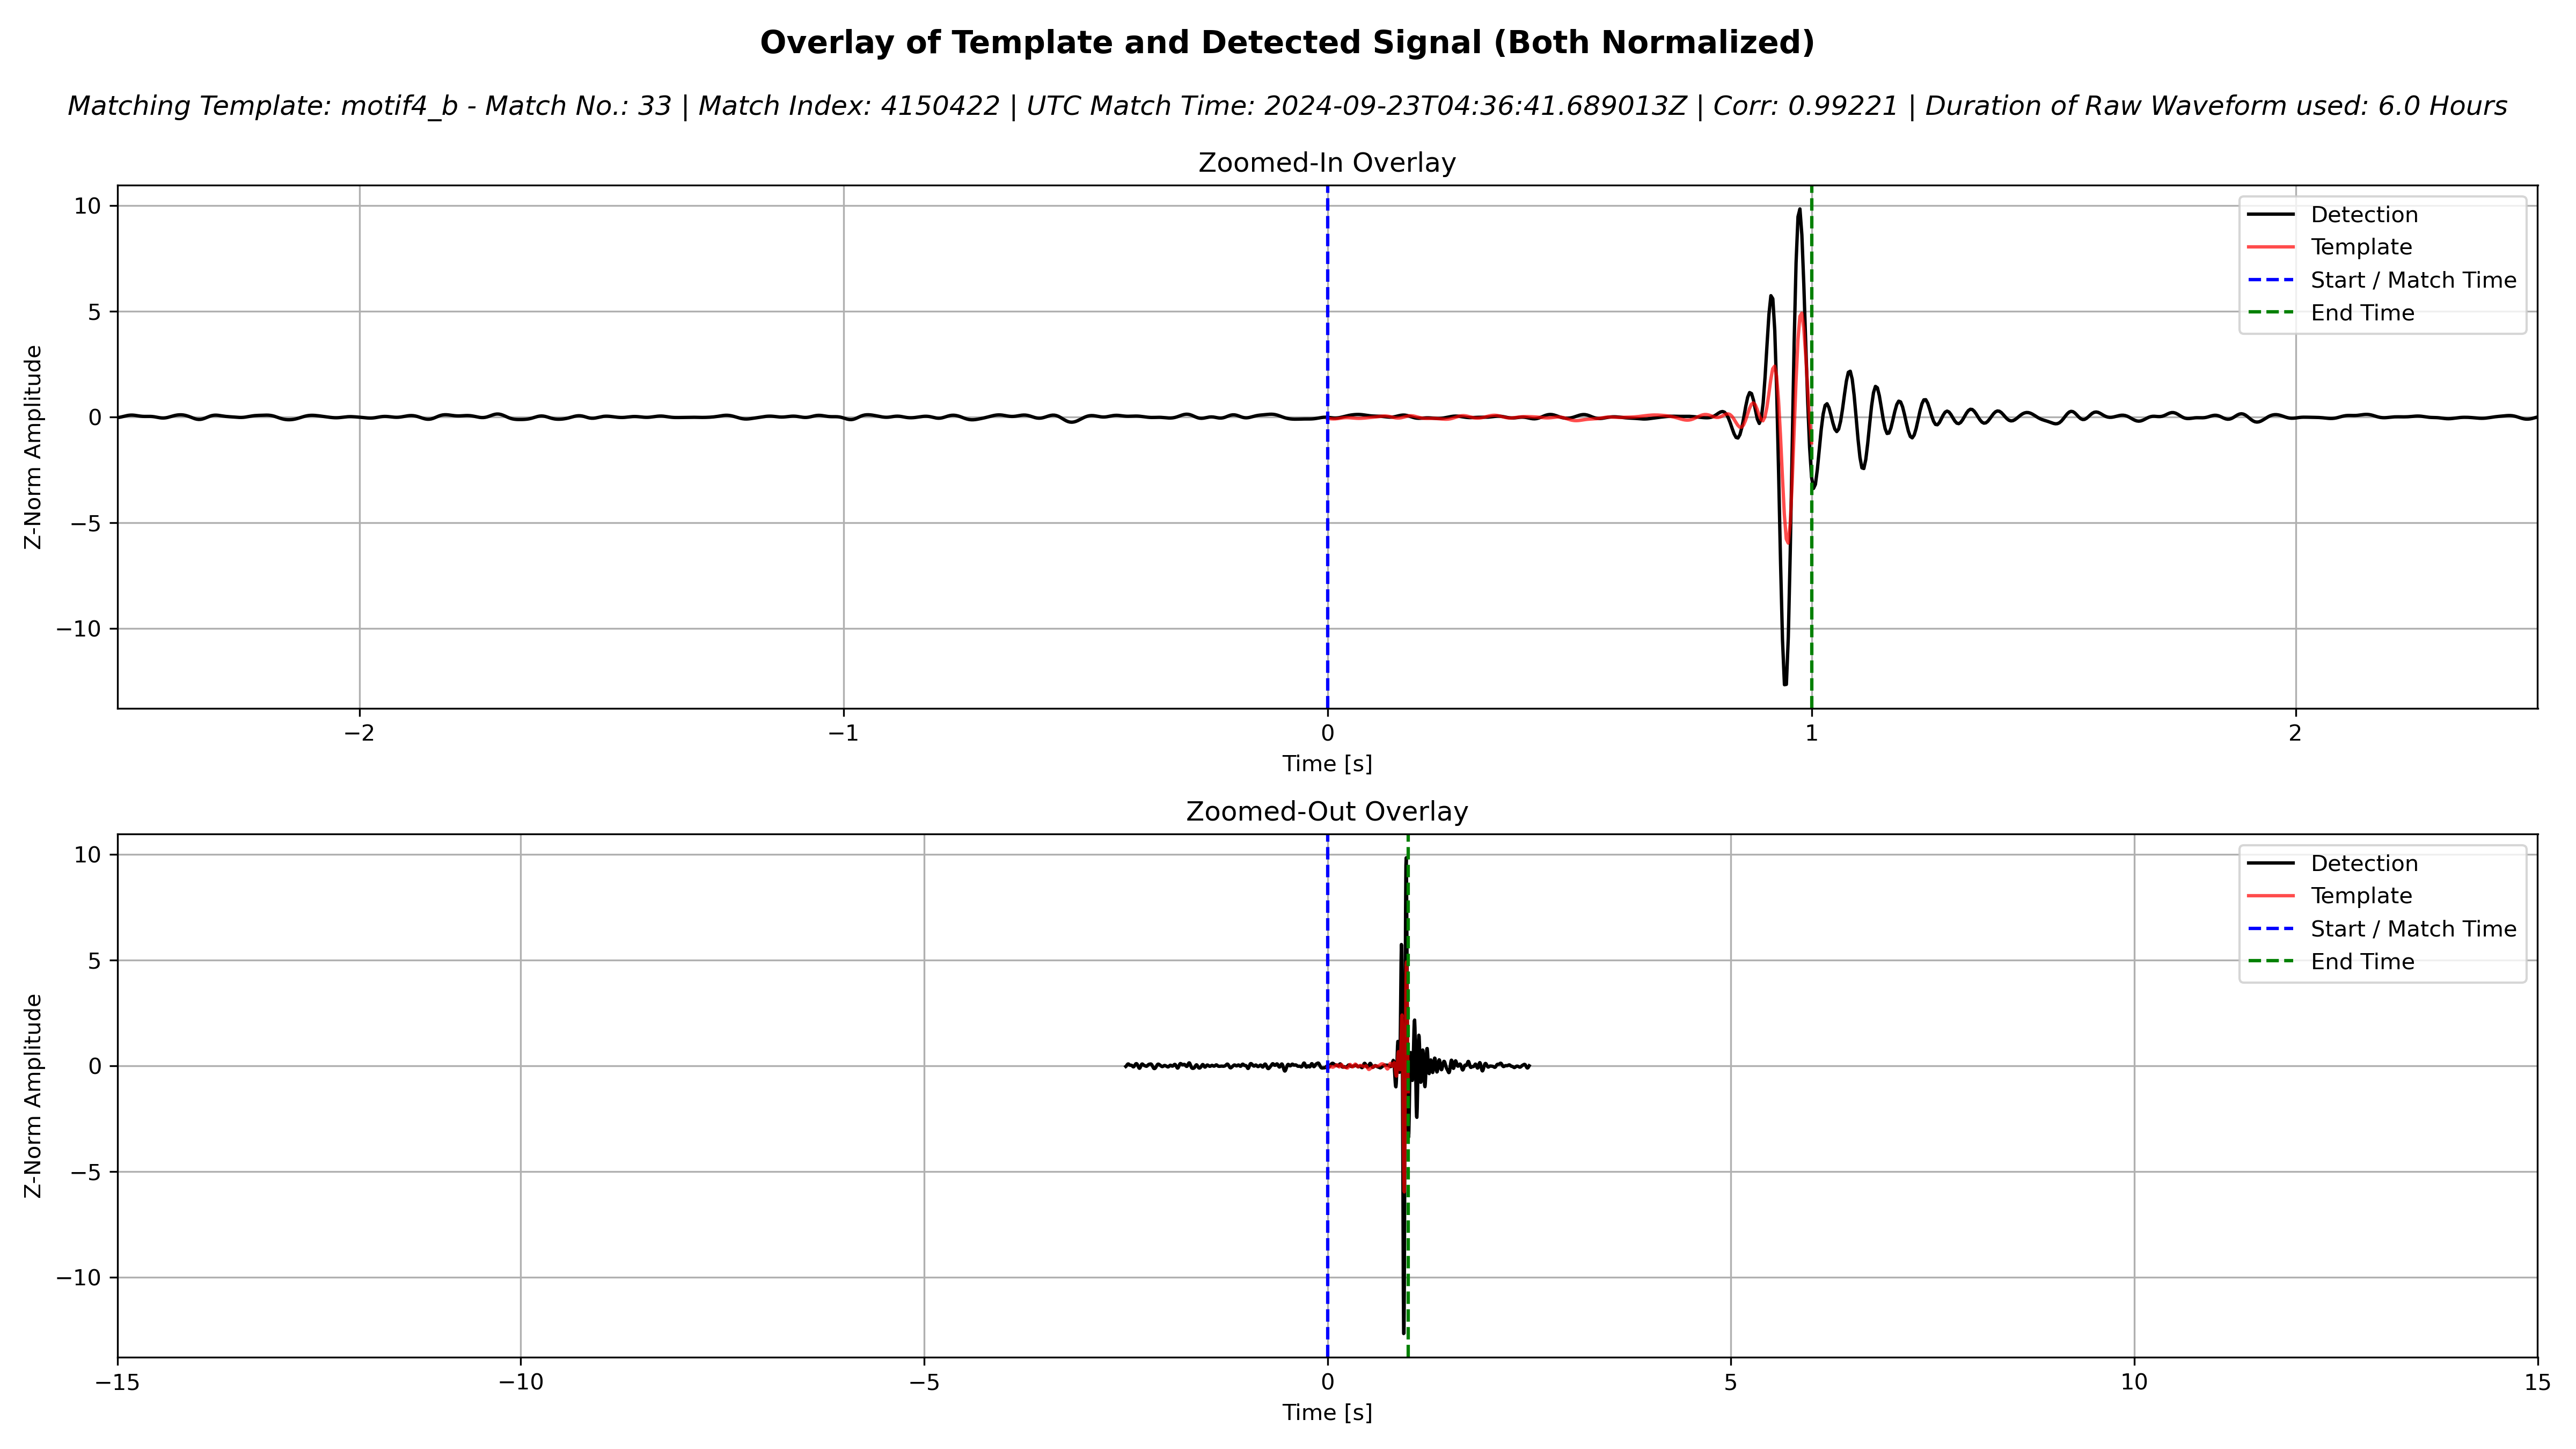 Overlay of Template and Detected Signal (Both Normalized)
Matching Template: motif4_b - Match No.: 33 | Match Index: 4150422 | UTC Match Time: 2024-09-23T04:36:41.689013Z | Corr: 0.99221 | Duration of Raw Waveform used: 6.0 Hours
Zoomed-In Overlay
10
5
0
−5
−10
Z-Norm Amplitude
Detection
Template
Start / Match Time
End Time
−2
−1
0
1
2
Time [s]
Zoomed-Out Overlay
10
5
0
−5
−10
Z-Norm Amplitude
Detection
Template
Start / Match Time
End Time
−15
−10
−5
0
5
10
15
Time [s]